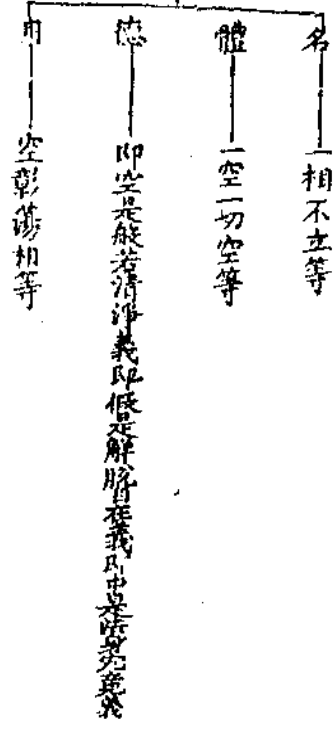 名 一相不立等
體 一空一切空等
德 即空是般若清淨義即假是解脫自在義即中是法身究竟義
用 空彰蕩相等